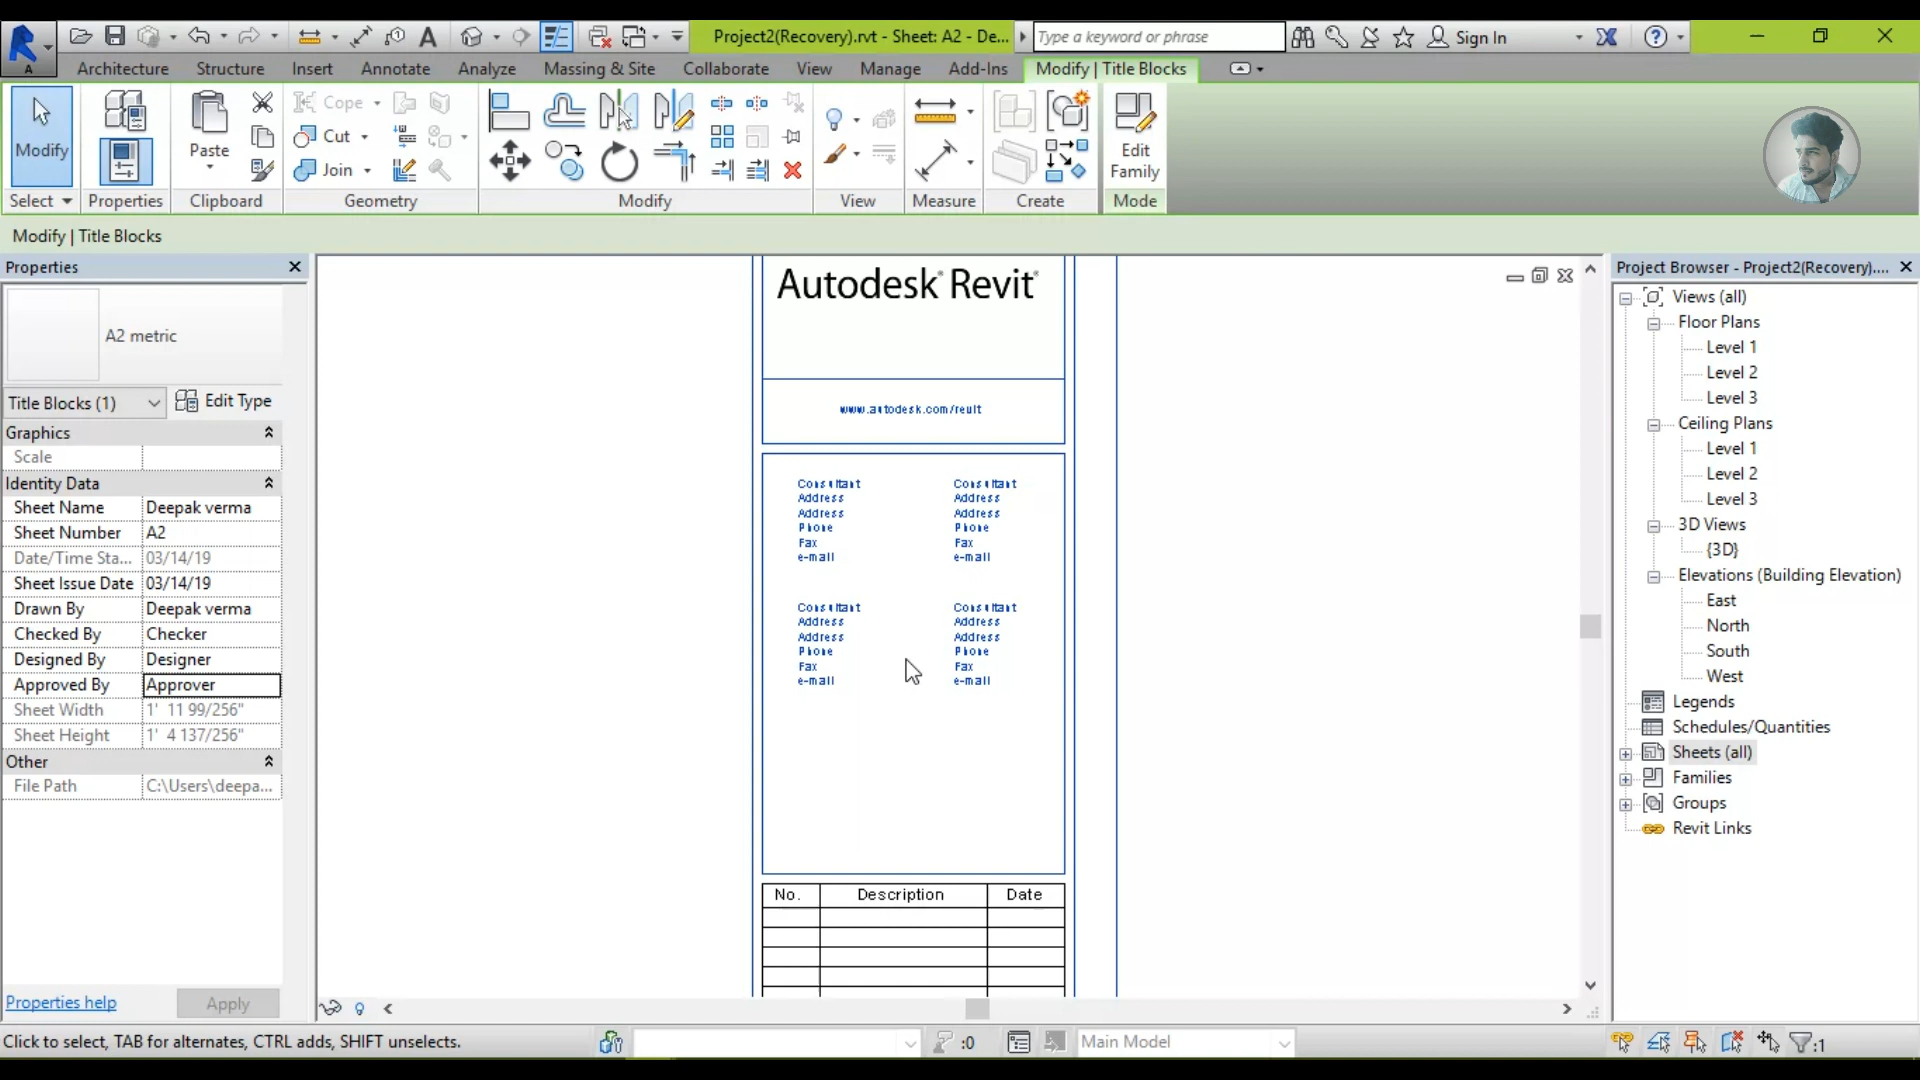 A
Project2(Recovery).rvt - Sheet: A2 - De...
Type a keyword or phrase
Sign In
Architecture
Structure
Insert
Annotate
Analyze
Massing & Site
Collaborate
View
Manage
Add-Ins
Modify | Title Blocks
Modify
Paste
Cope
Cut
Join
Edit
Family
Select
Properties
Clipboard
Geometry
Modify
View
Measure
Create
Mode
Modify | Title Blocks
Properties
A2 metric
Title Blocks (1)
Edit Type
Graphics
Scale
Identity Data
Sheet Name Deepak verma
Sheet Number A2
Date/Time Sta... 03/14/19
Sheet Issue Date 03/14/19
Drawn By Deepak verma
Checked By Checker
Designed By Designer
Approved By Approver
Sheet Width 1' 11 99/256"
Sheet Height 1' 4 137/256"
Other
File Path C:\Users\deepa...
Properties help
Apply
Autodesk® Revit®
www.autodesk.com/revit
Consultant
Address
Address
Phone
Fax
e-mail
Consultant
Address
Address
Phone
Fax
e-mail
Consultant
Address
Address
Phone
Fax
e-mail
Consultant
Address
Address
Phone
Fax
e-mail
No. Description Date
Project Browser - Project2(Recovery)....
Views (all)
Floor Plans
Level 1
Level 2
Level 3
Ceiling Plans
Level 1
Level 2
Level 3
3D Views
{3D}
Elevations (Building Elevation)
East
North
South
West
Legends
Schedules/Quantities
Sheets (all)
Families
Groups
Revit Links
Click to select, TAB for alternates, CTRL adds, SHIFT unselects.
:0
Main Model
:1